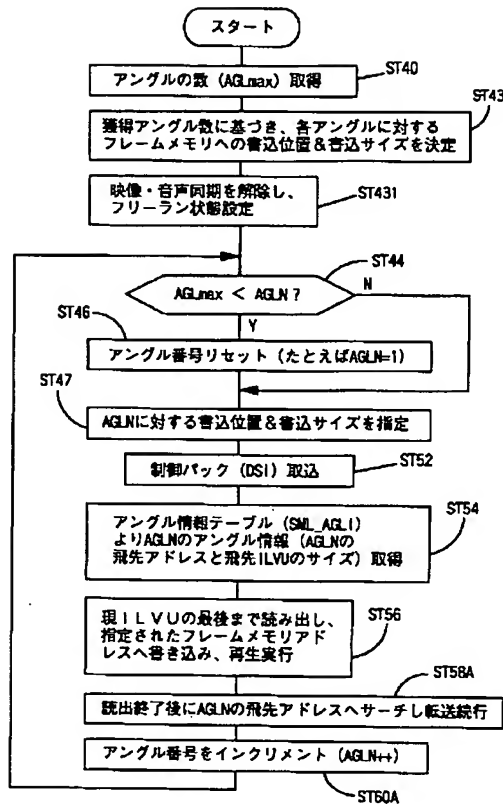 スタート
ST40
アングルの数 (AGLmax) 取得
ST43
獲得アングル数に基づき、各アングルに対する
フレームメモリへの書込位置&書込サイズを決定
映像・音声同期を解除し、
フリーラン状態設定
ST431
ST44
AGLmax < AGLN ?
N
Y
ST46
アングル番号リセット (たとえばAGLN=1)
ST47
AGLNに対する書込位置&書込サイズを指定
ST52
制御パック (DSI) 取込
ST54
アングル情報テーブル (SML_AGLI)
よりAGLNのアングル情報 (AGLNの
飛先アドレスと飛先ILVUのサイズ) 取得
ST56
現ILVUの最後まで読み出し、
指定されたフレームメモリアド
レスへ書き込み、再生実行
ST58A
読出終了後にAGLNの飛先アドレスへサーチし転送続行
アングル番号をインクリメント (AGLN++)
ST60A